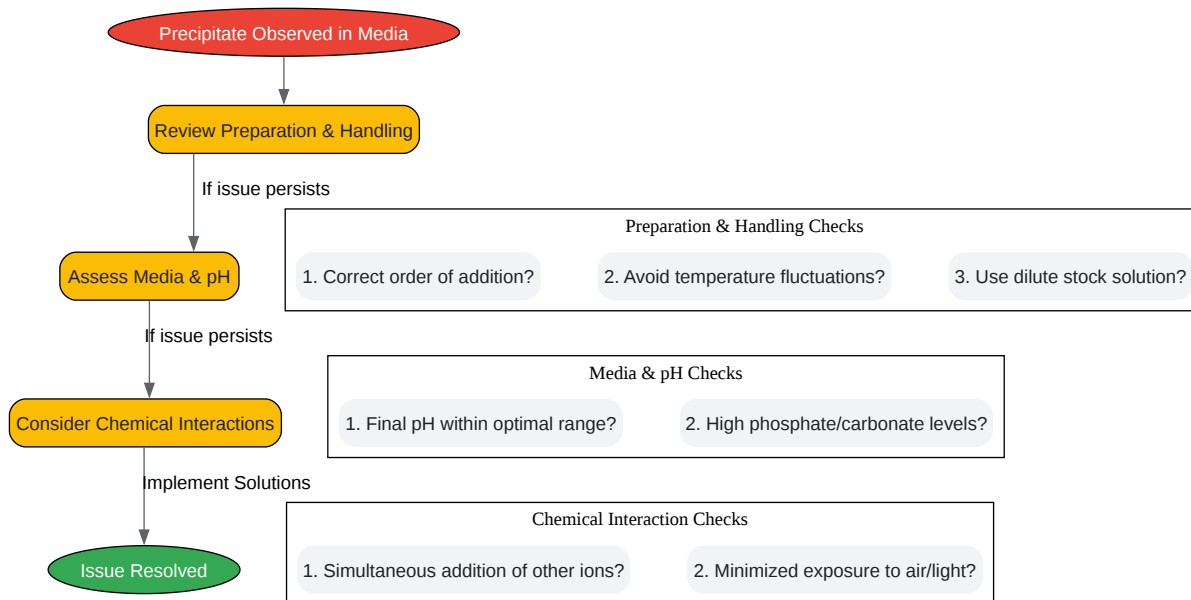 Precipitate Observed in Media
Review Preparation & Handling
If issue persists
Preparation & Handling Checks
Assess Media & pH
1. Correct order of addition?
2. Avoid temperature fluctuations?
3. Use dilute stock solution?
If issue persists
Media & pH Checks
Consider Chemical Interactions
1. Final pH within optimal range?
2. High phosphate/carbonate levels?
Implement Solutions
Chemical Interaction Checks
Issue Resolved
1. Simultaneous addition of other ions?
2. Minimized exposure to air/light?